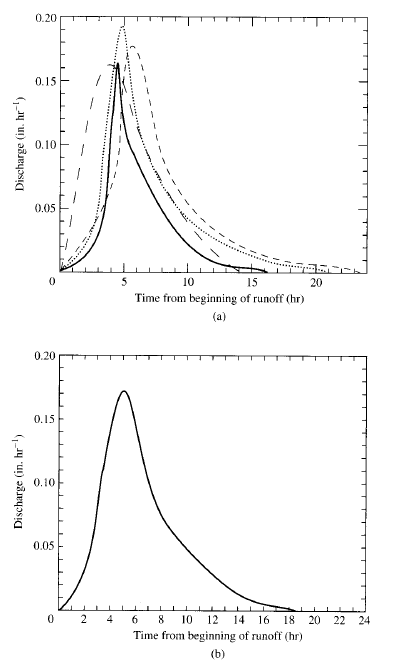 0.20
0.15
0.10
0.05
Discharge (in. hr⁻¹)
0 5 10 15 20
Time from beginning of runoff (hr)
(a)
0.20
0.15
0.10
0.05
Discharge (in. hr⁻¹)
0 2 4 6 8 10 12 13 14 16 18 20 22 24
Time from beginning of runoff (hr)
(b)